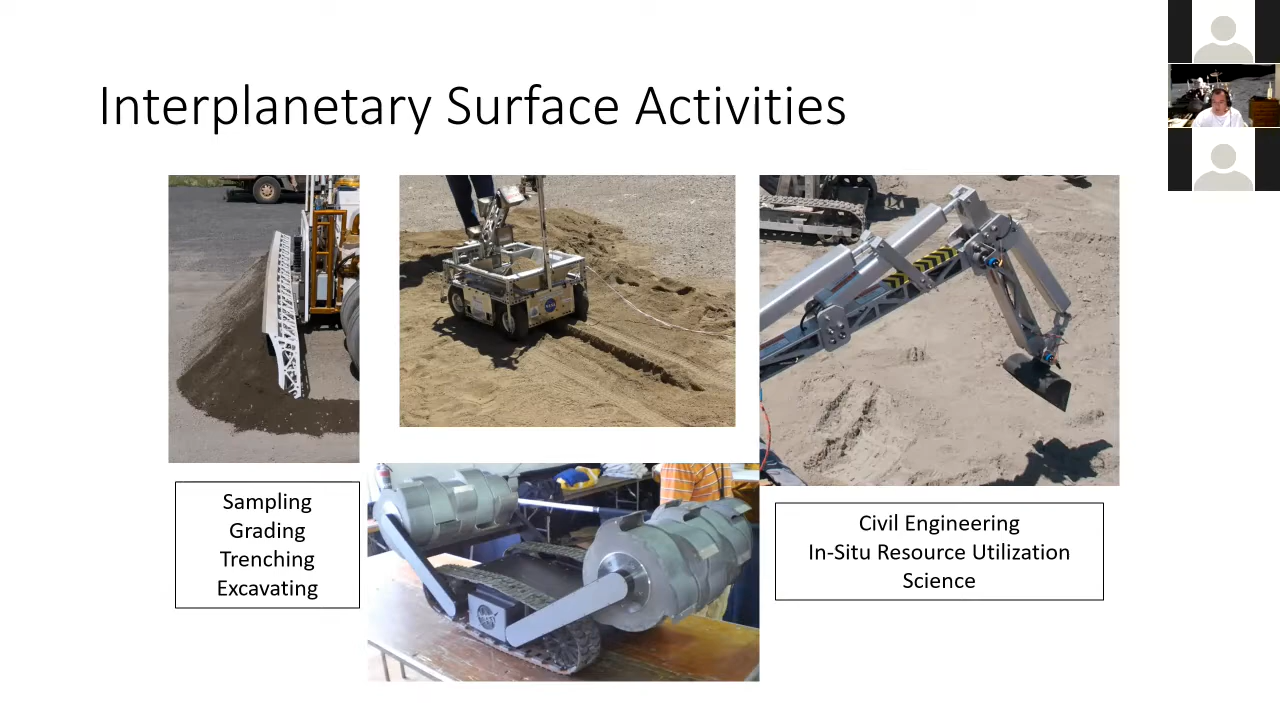 Interplanetary Surface Activities
Sampling
Grading
Trenching
Excavating
Civil Engineering
In-Situ Resource Utilization
Science